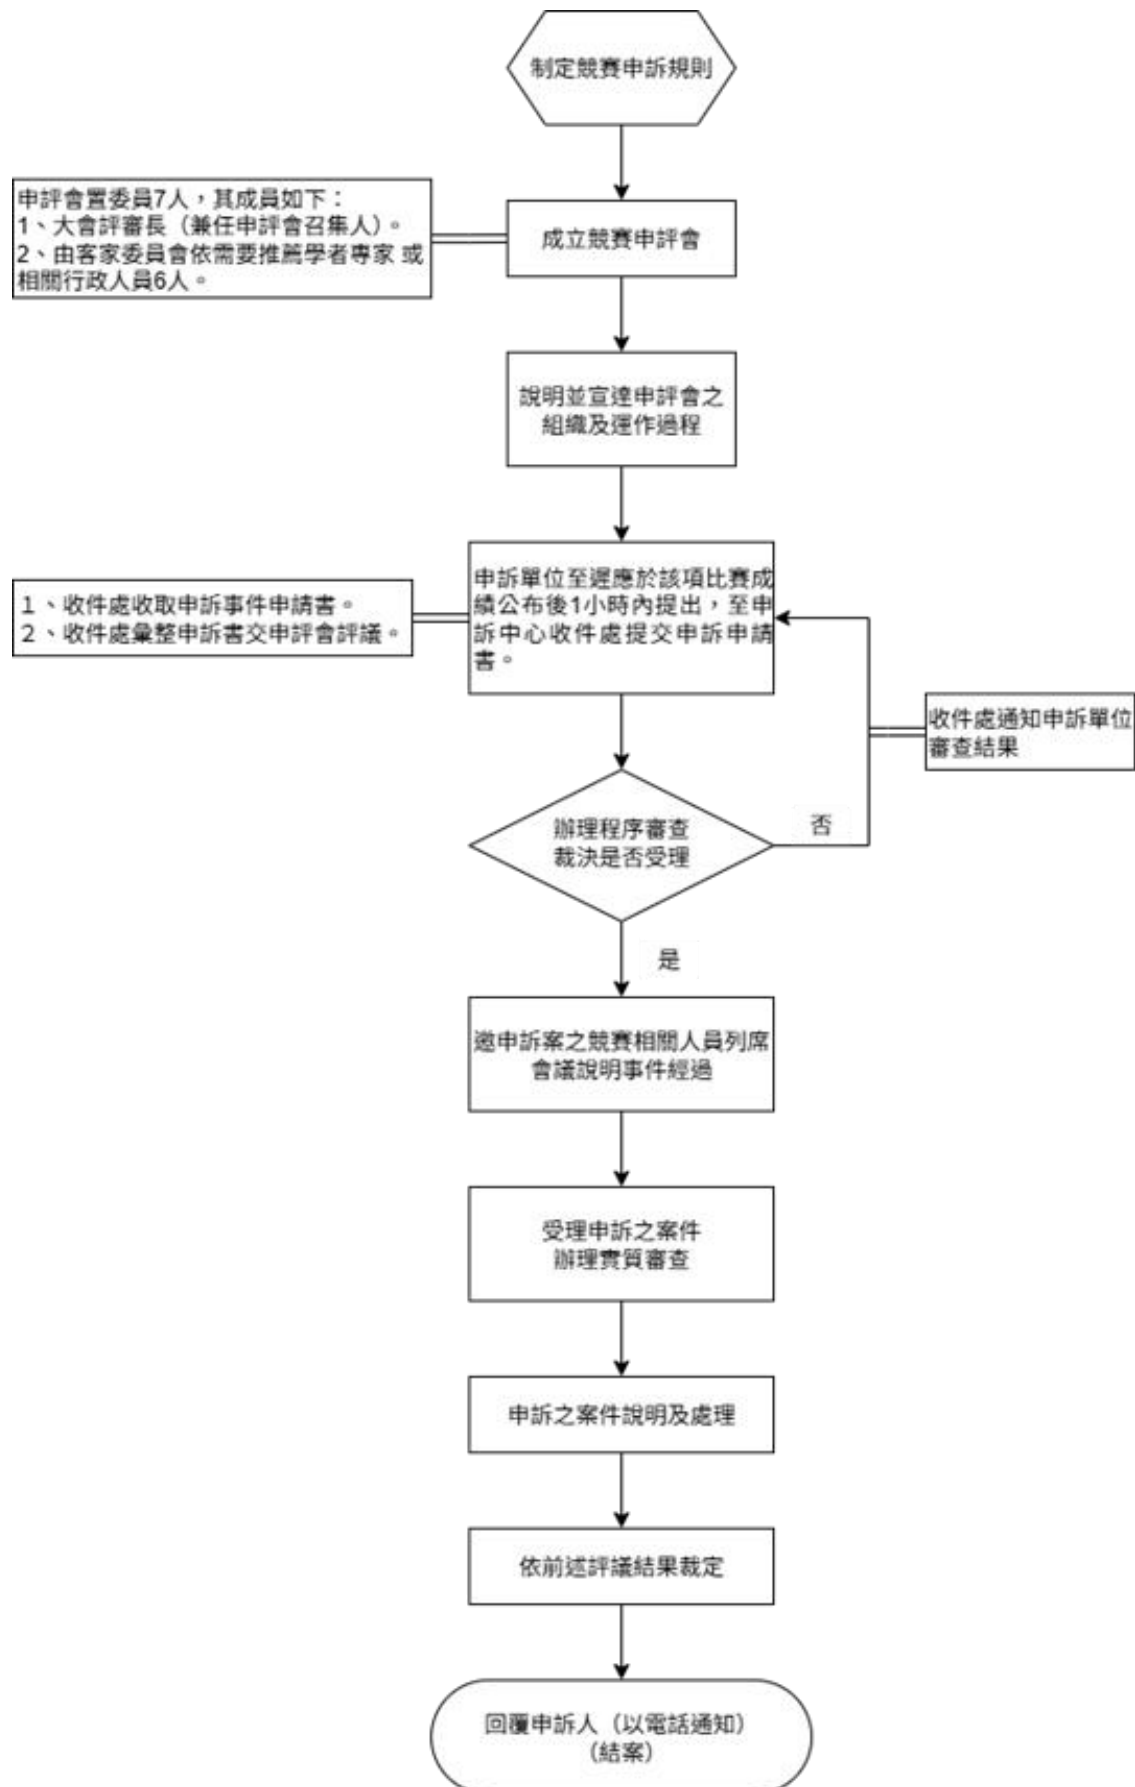 制定競賽申訴規則
申評會置委員7人，其成員如下：
1、大會評審長（兼任申評會召集人）。
2、由客家委員會依需要推薦學者專家 或
相關行政人員6人。
成立競賽申評會
說明並宣達申評會之
組織及運作過程
申訴單位至遲應於該項比賽成
績公布後1小時內提出，至申
訴中心收件處提交申訴申請
書。
１、收件處收取申訴事件申請書。
２、收件處彙整申訴書交申評會評議。
收件處通知申訴單位
審查結果
辦理程序審查
裁決是否受理
否
是
邀申訴案之競賽相關人員列席
會議說明事件經過
受理申訴之案件
辦理實質審查
申訴之案件說明及處理
依前述評議結果裁定
回覆申訴人（以電話通知）
（結案）